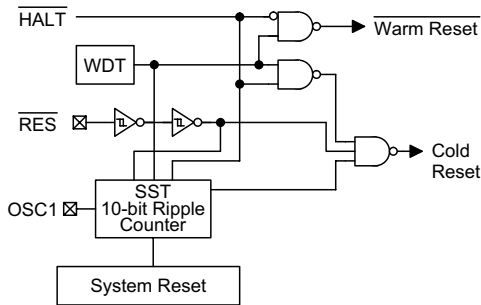 HALT
Warm Reset
WDT
RES
Cold
Reset
SST
OSC1
10-bit Ripple
Counter
System Reset